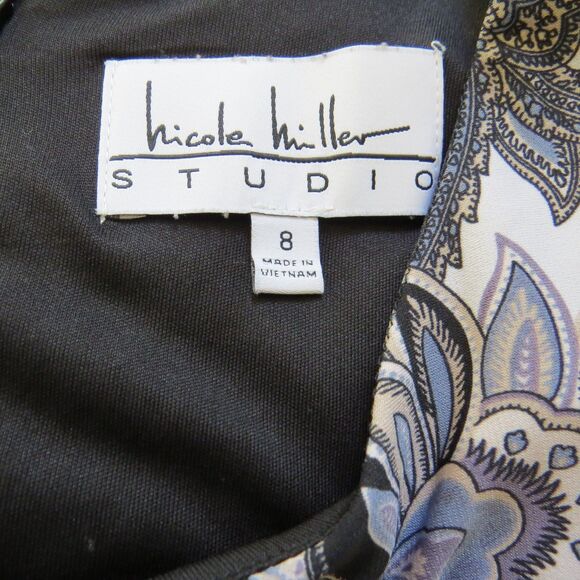 nicole miller
STUDIO
8
MADE IN
VIETNAM